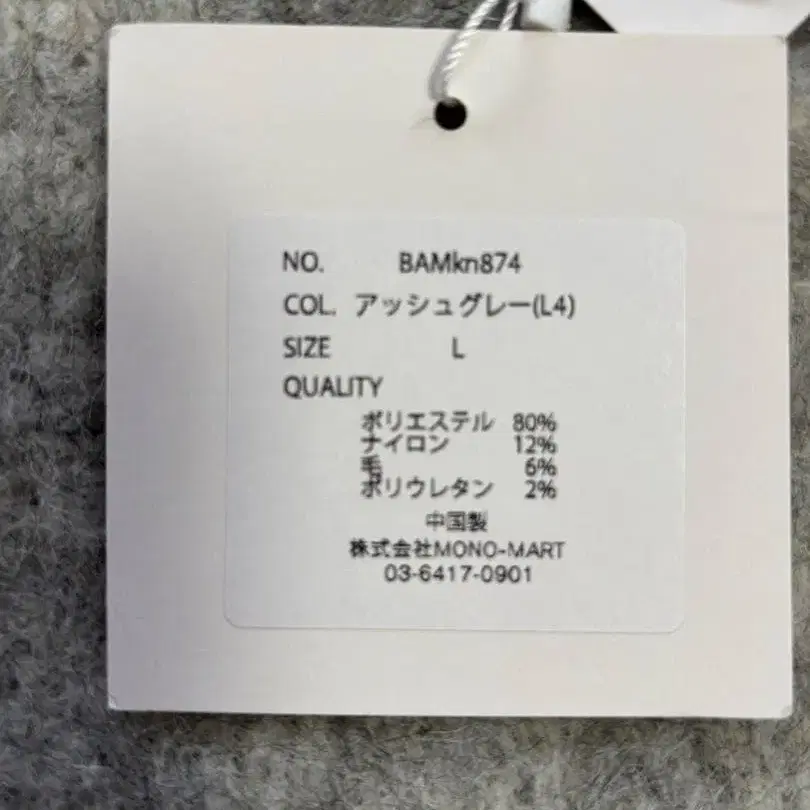 NO. BAMkn874
COL. アッシュグレー(L4)
SIZE L
QUALITY
ポリエステル 80%
ナイロン 12%
毛 6%
ポリウレタン 2%
中国製
株式会社MONO-MART
03-6417-0901